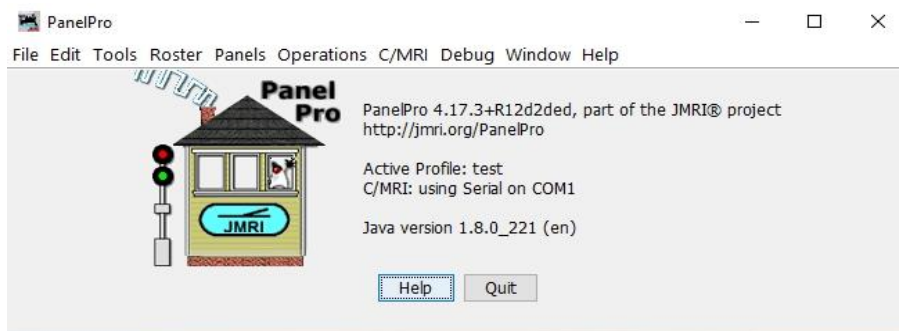 PanelPro
File Edit Tools Roster Panels Operations C/MRI Debug Window Help
Panel
Pro
JMRI
PanelPro 4.17.3+R12d2ded, part of the JMRI® project
http://jmri.org/PanelPro
Active Profile: test
C/MRI: using Serial on COM1
Java version 1.8.0_221 (en)
Help Quit